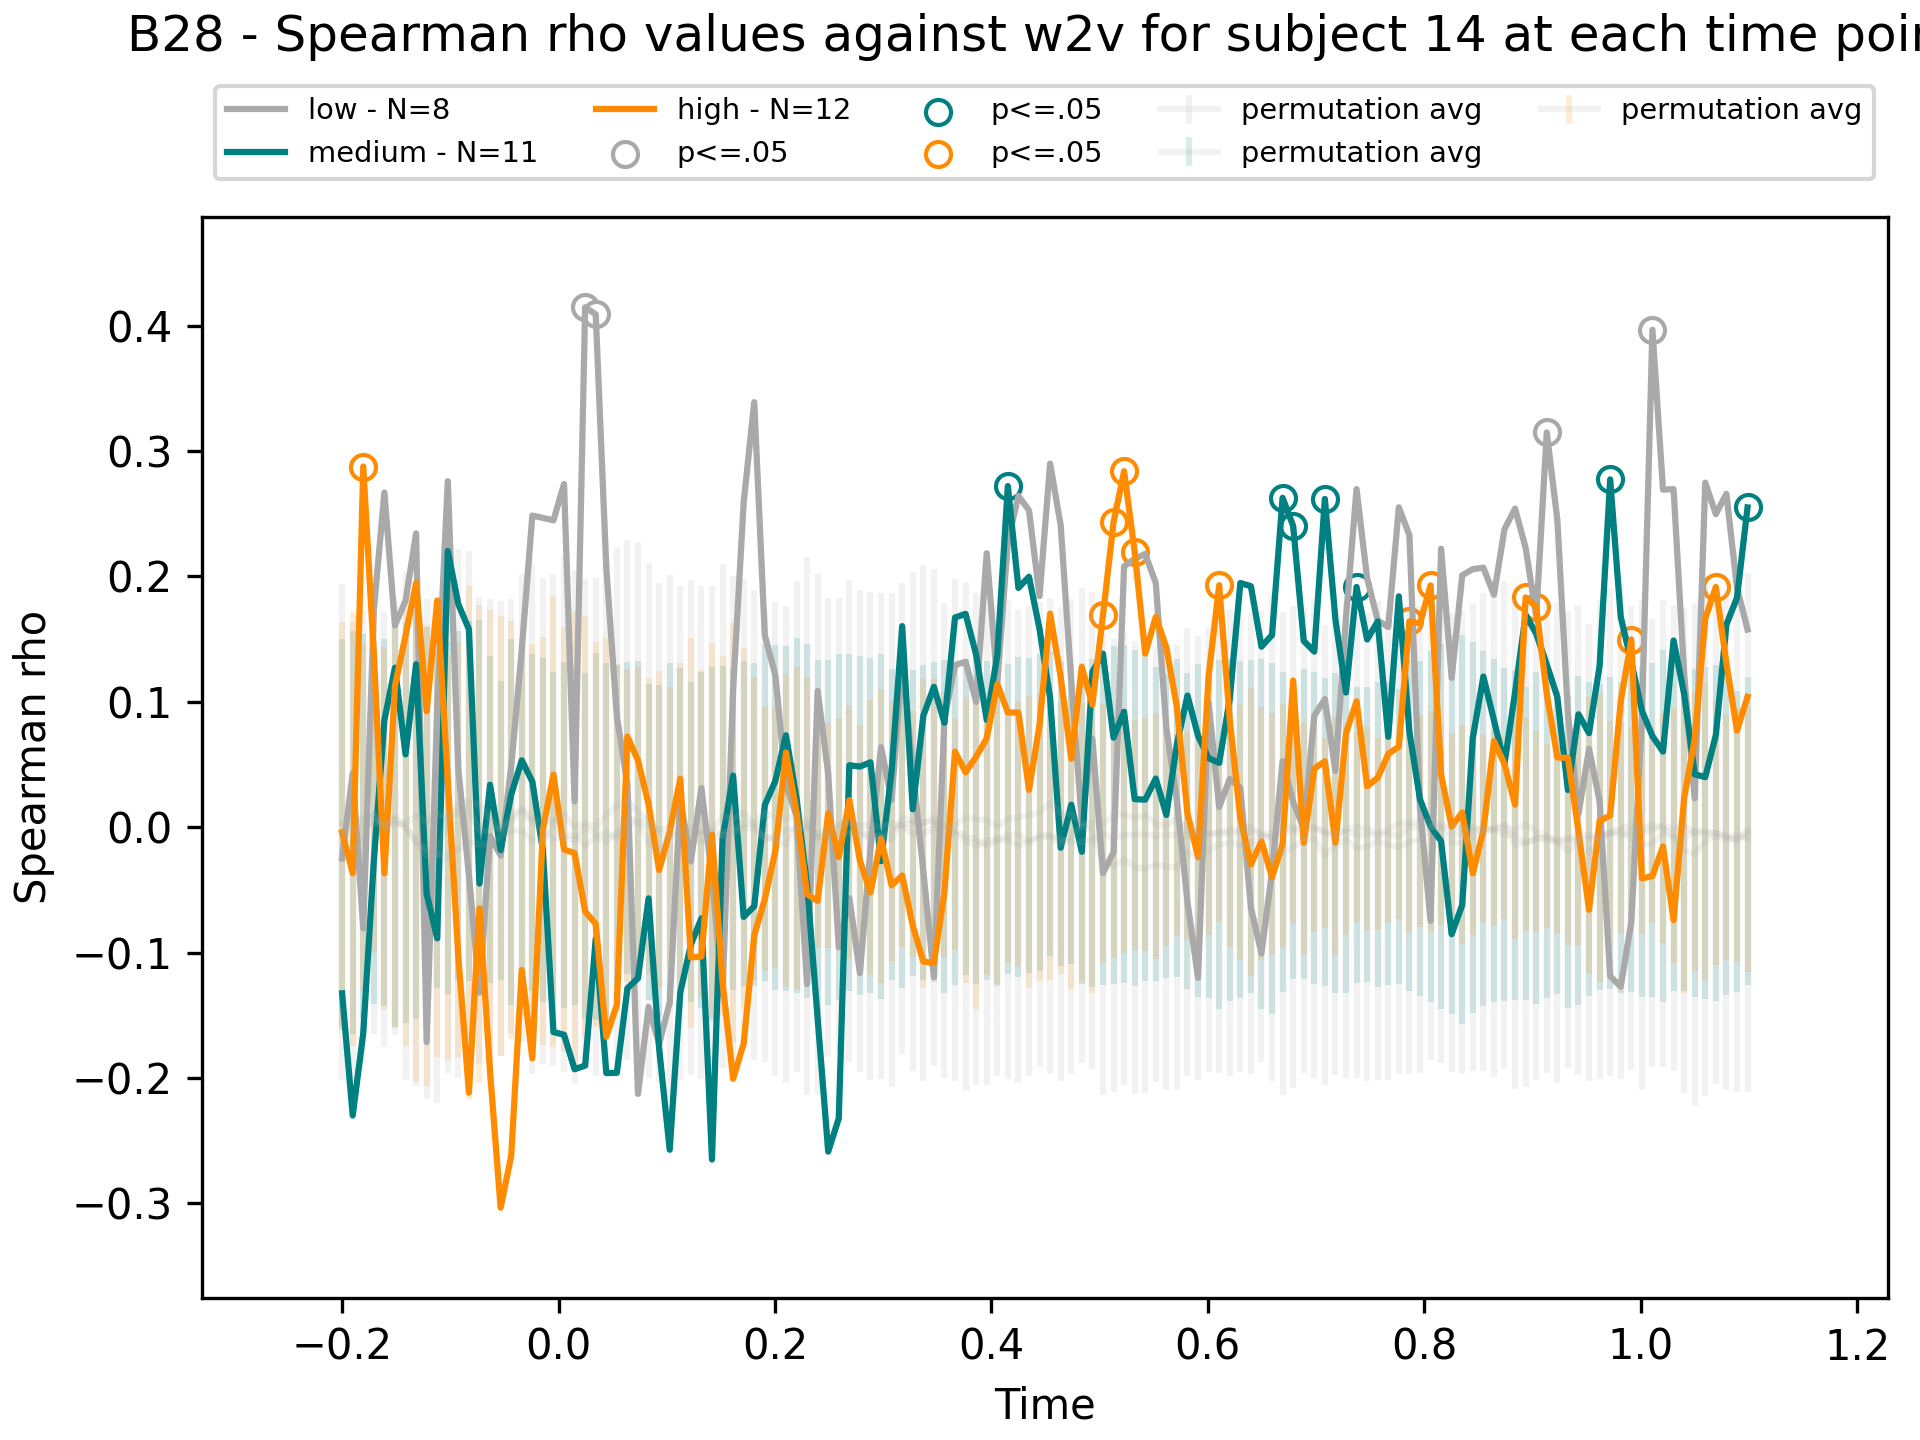 B28 - Spearman rho values against w2v for subject 14 at each time poi
low - N=8 high - N=12 p<=.05 permutation avg permutation avg
medium - N=11 p<=.05 p<=.05 permutation avg
Spearman rho
0.4
0.3
0.2
0.1
0.0
−0.1
−0.2
−0.3
−0.2 0.0 0.2 0.4 0.6 0.8 1.0 1.2
Time